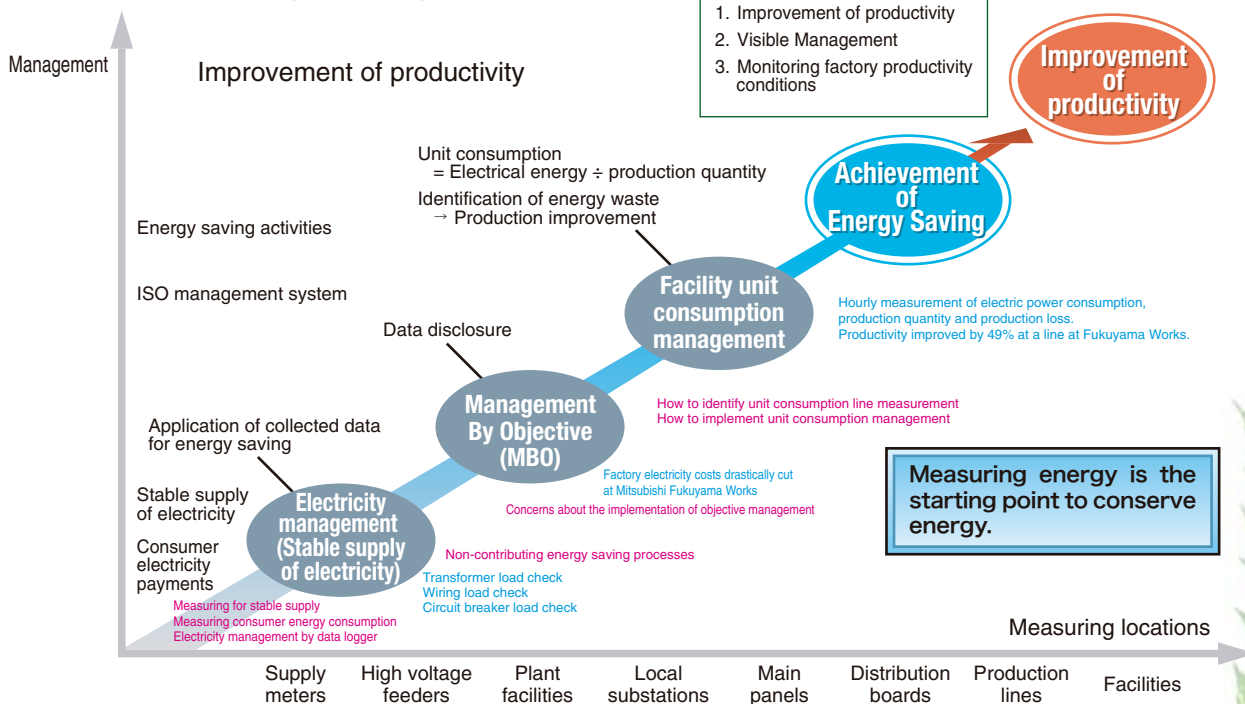 1. Improvement of productivity
2. Visible Management
3. Monitoring factory productivity
conditions
Management
Improvement of productivity
Improvement
of
productivity
Unit consumption
= Electrical energy ÷ production quantity
Identification of energy waste
→ Production improvement
Achievement
of
Energy Saving
Energy saving activities
ISO management system
Facility unit
consumption
management
Hourly measurement of electric power consumption,
production quantity and production loss.
Productivity improved by 49% at a line at Fukuyama Works.
Data disclosure
Management
By Objective
(MBO)
How to identify unit consumption line measurement
How to implement unit consumption management
Application of collected data
for energy saving
Factory electricity costs drastically cut
at Mitsubishi Fukuyama Works
Concerns about the implementation of objective management
Measuring energy is the
starting point to conserve
energy.
Stable supply
of electricity
Electricity
management
(Stable supply
of electricity)
Consumer
electricity
payments
Non-contributing energy saving processes
Transformer load check
Wiring load check
Circuit breaker load check
Measuring for stable supply
Measuring consumer energy consumption
Electricity management by data logger
Measuring locations
Supply
meters
High voltage
feeders
Plant
facilities
Local
substations
Main
panels
Distribution
boards
Production
lines
Facilities